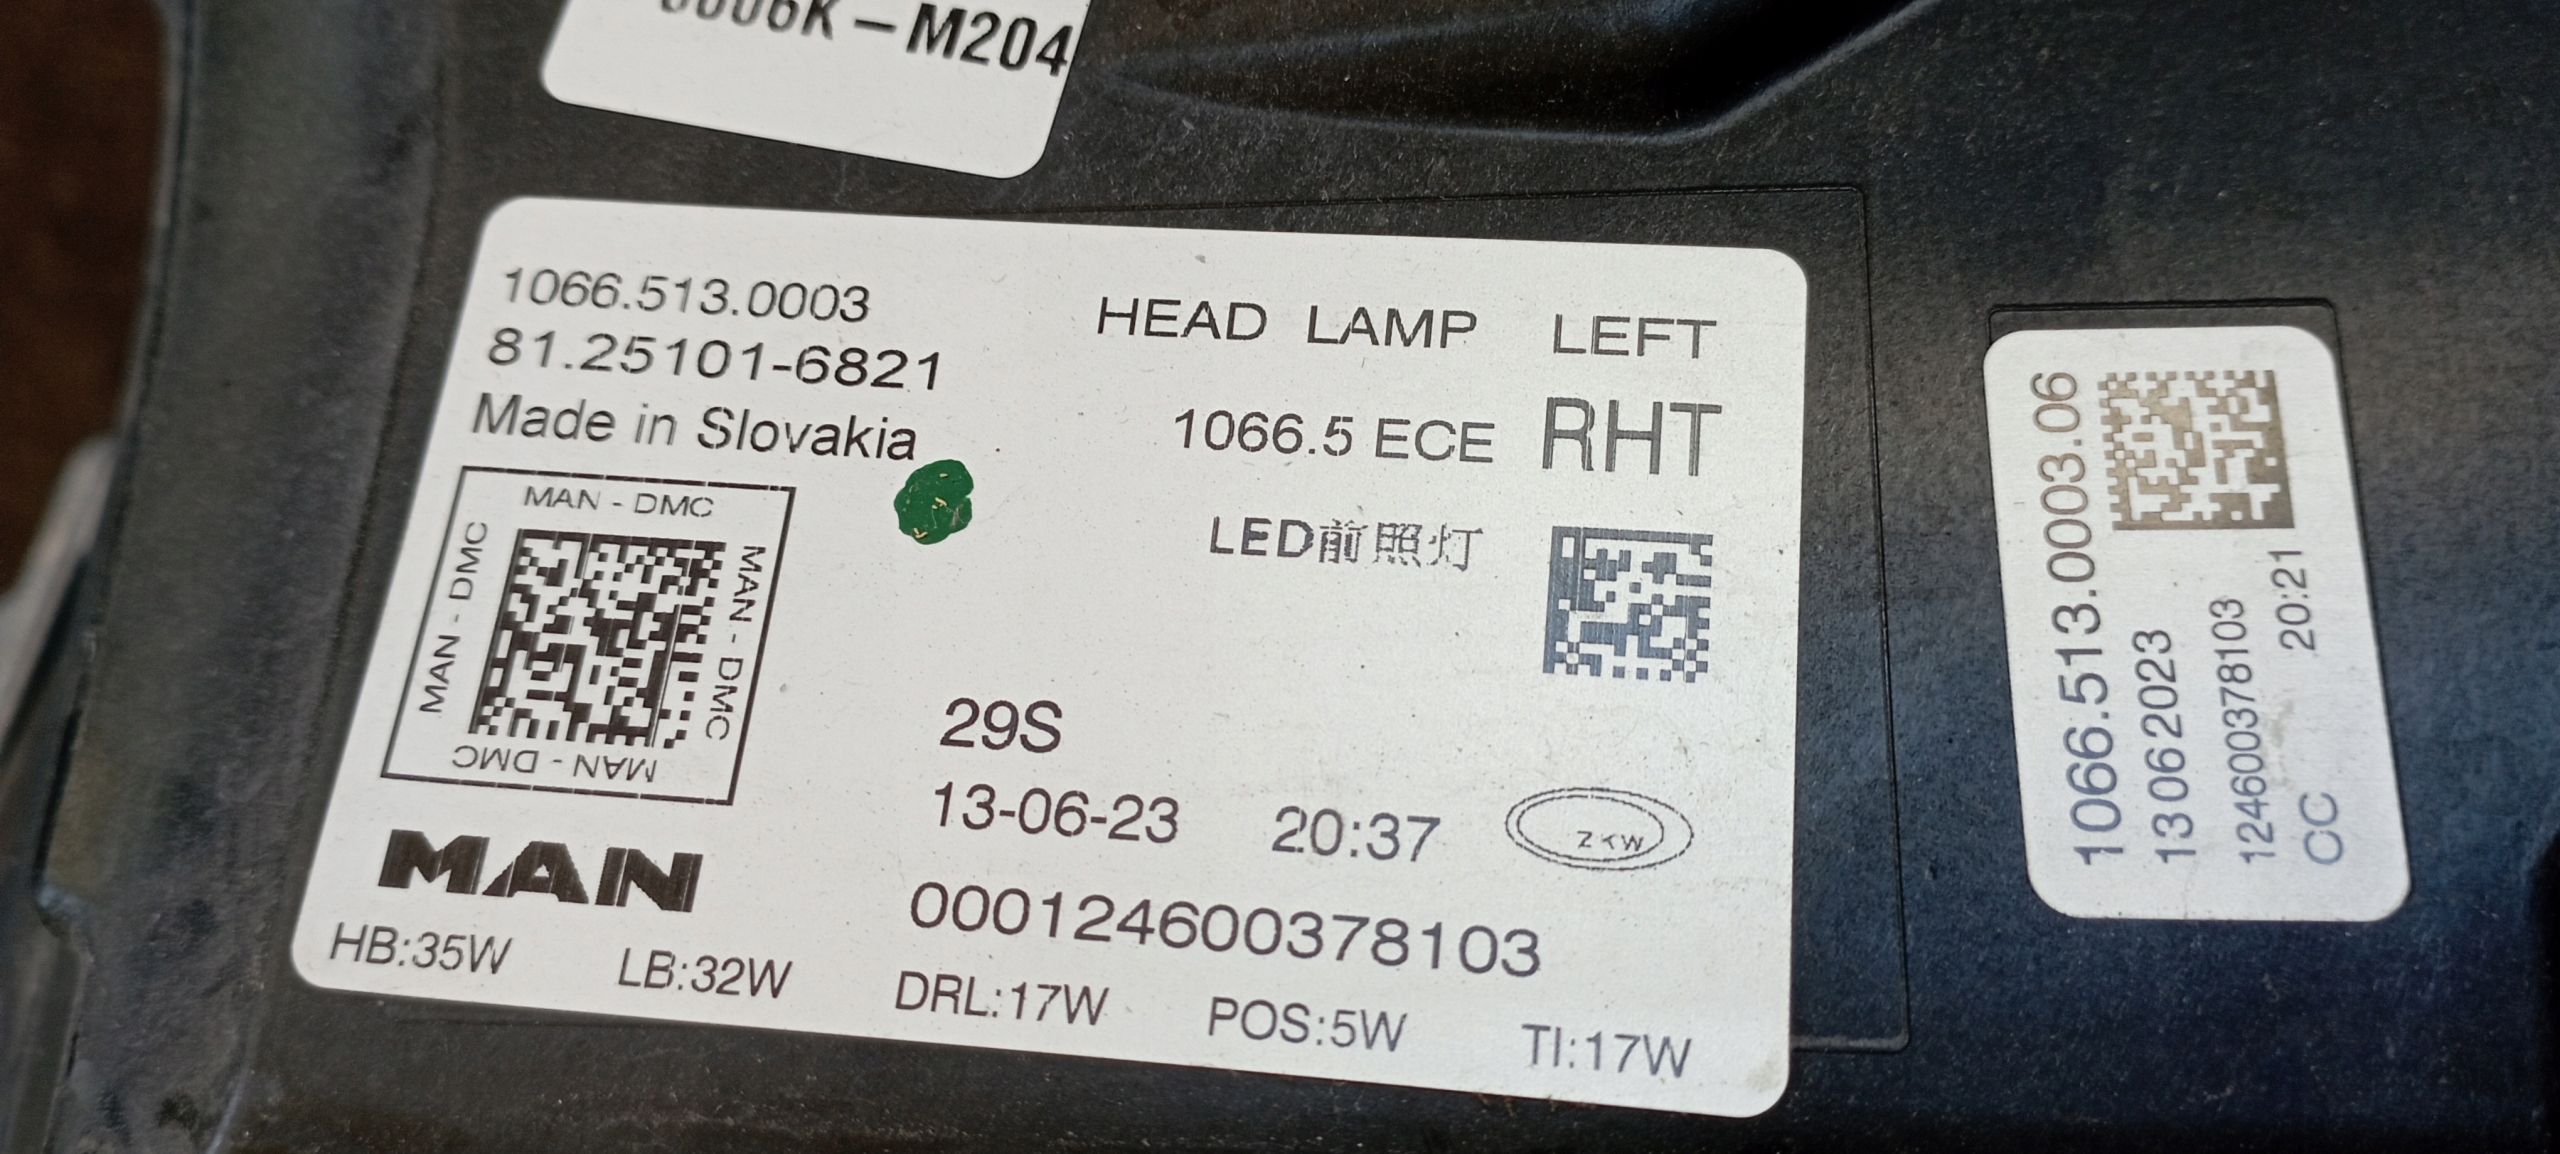 M204
1066.513.0003
81.25101-6821
Made in Slovakia
HEAD LAMP LEFT
1066.5 ECE RHT
LED前照灯
MAN - DMC
MAN - DMC
MAN - DMC
MAN - DMC
29S
13-06-23 20:37
ZKW
MAN
000124600378103
HB:35W LB:32W DRL:17W POS:5W TI:17W
1066.513.0003.06
13062023
124600378103
CC 20:21